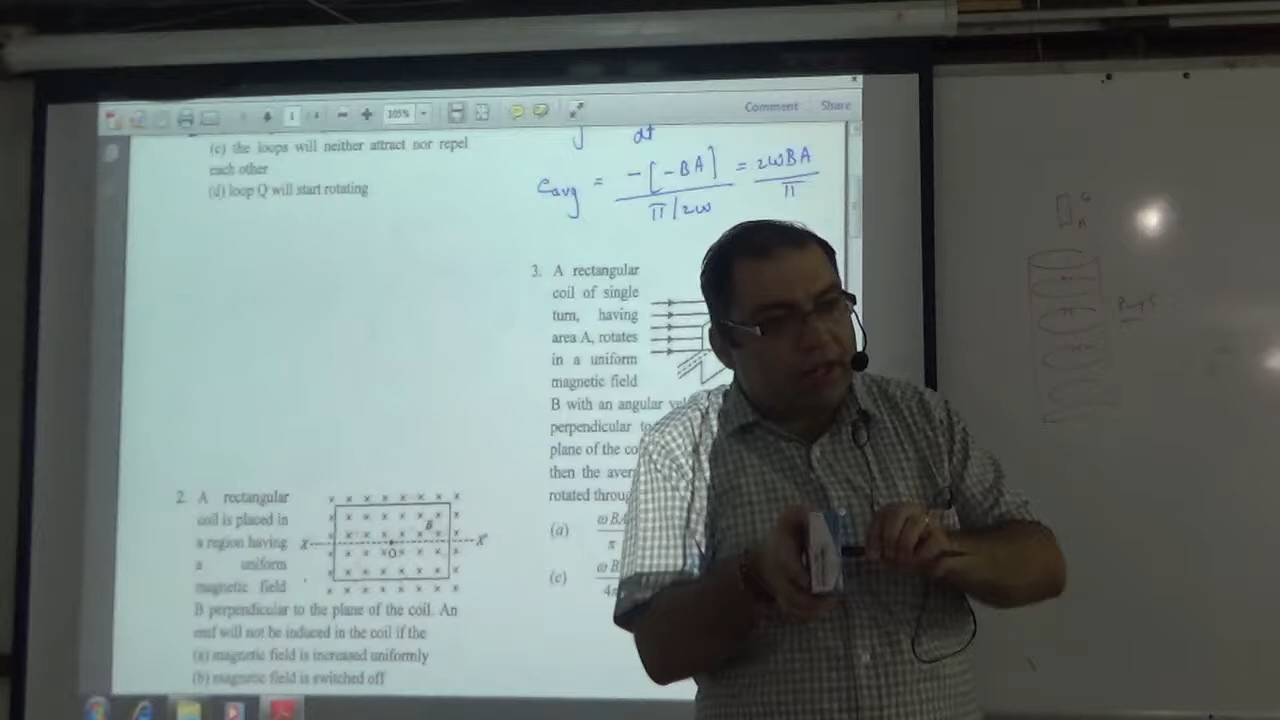 1 / 4 105% Comment Share
(c) the loops will neither attract nor repel
each other
(d) loop Q will start rotating
dt
eavg = -[-BA] / π/2ω = 2ωBA / π
3. A rectangular
coil of single
turn, having
area A, rotates
in a uniform
magnetic field
B with an angular
perpendicular
plane of the
then the
rotated
(a) ω π
(c) ω B
2. A rectangular
coil is placed in
a region having
a uniform
magnetic field
B
X X'
O
B perpendicular to the plane of the coil. An
emf will not be induced in the coil if the
(a) magnetic field is increased uniformly
(b) magnetic field is switched off